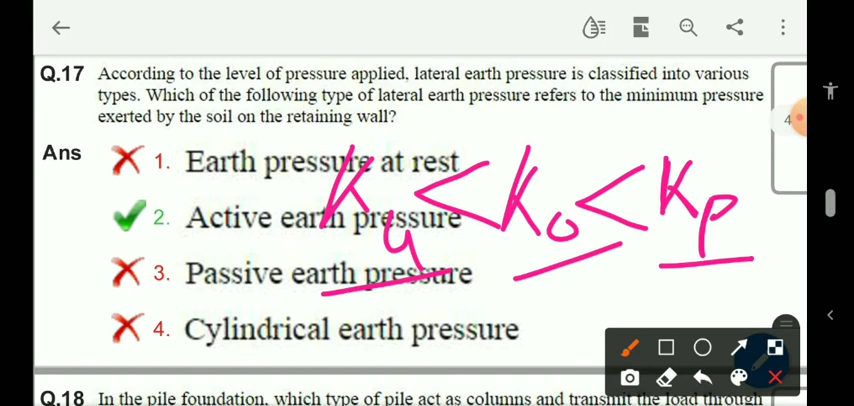 Q.17 According to the level of pressure applied, lateral earth pressure is classified into various
types. Which of the following type of lateral earth pressure refers to the minimum pressure
exerted by the soil on the retaining wall?
4
Ans 1. Earth pressure at rest
2. Active earth pressure
3. Passive earth pressure
4. Cylindrical earth pressure
Ka < Ko < Kp
Q.18 In the pile foundation, which type of pile act as columns and transmit the load through